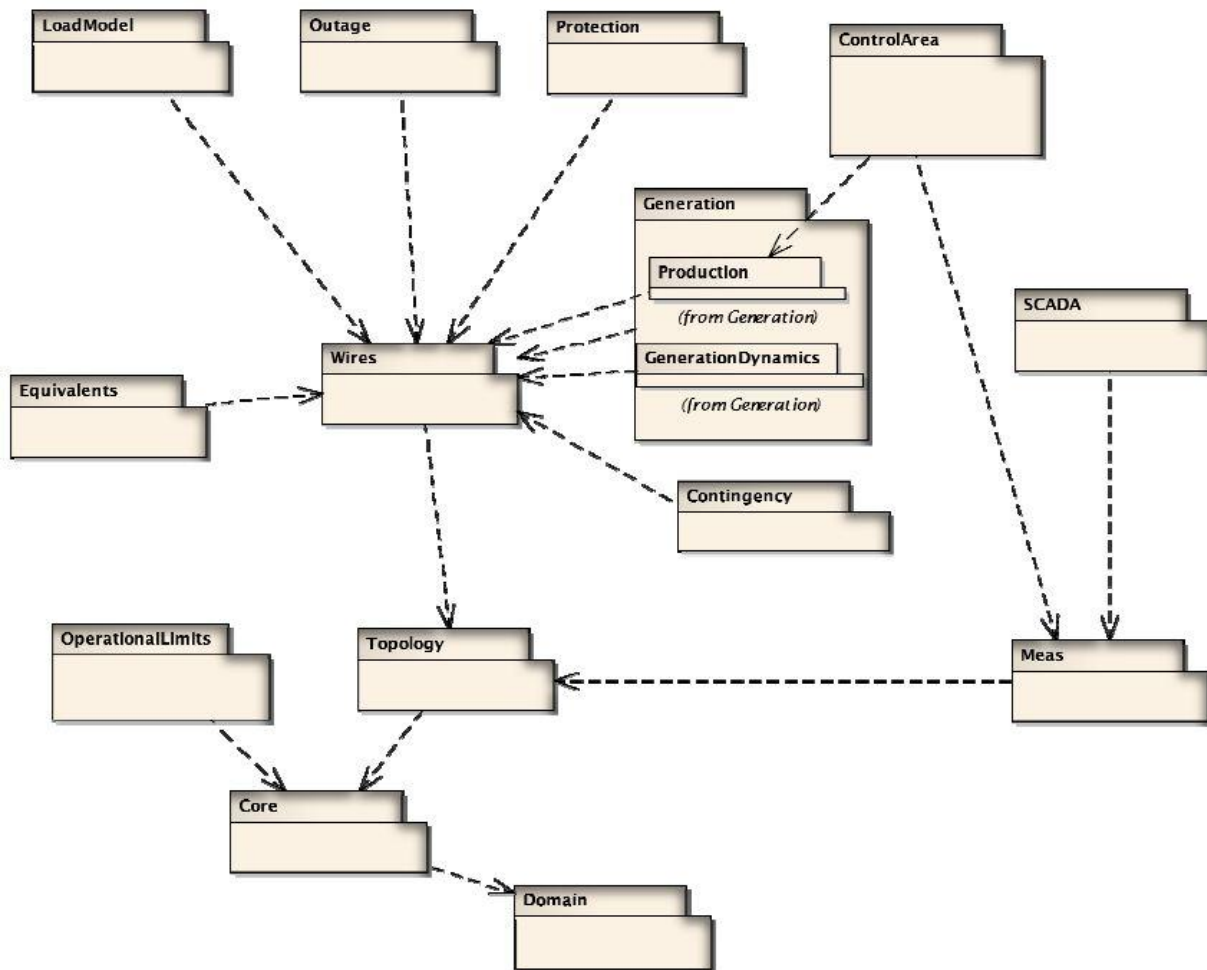 LoadModel
Outage
Protection
ControlArea
Generation
Production
(from Generation)
SCADA
Wires
GenerationDynamics
(from Generation)
Equivalents
Contingency
OperationalLimits
Topology
Meas
Core
Domain